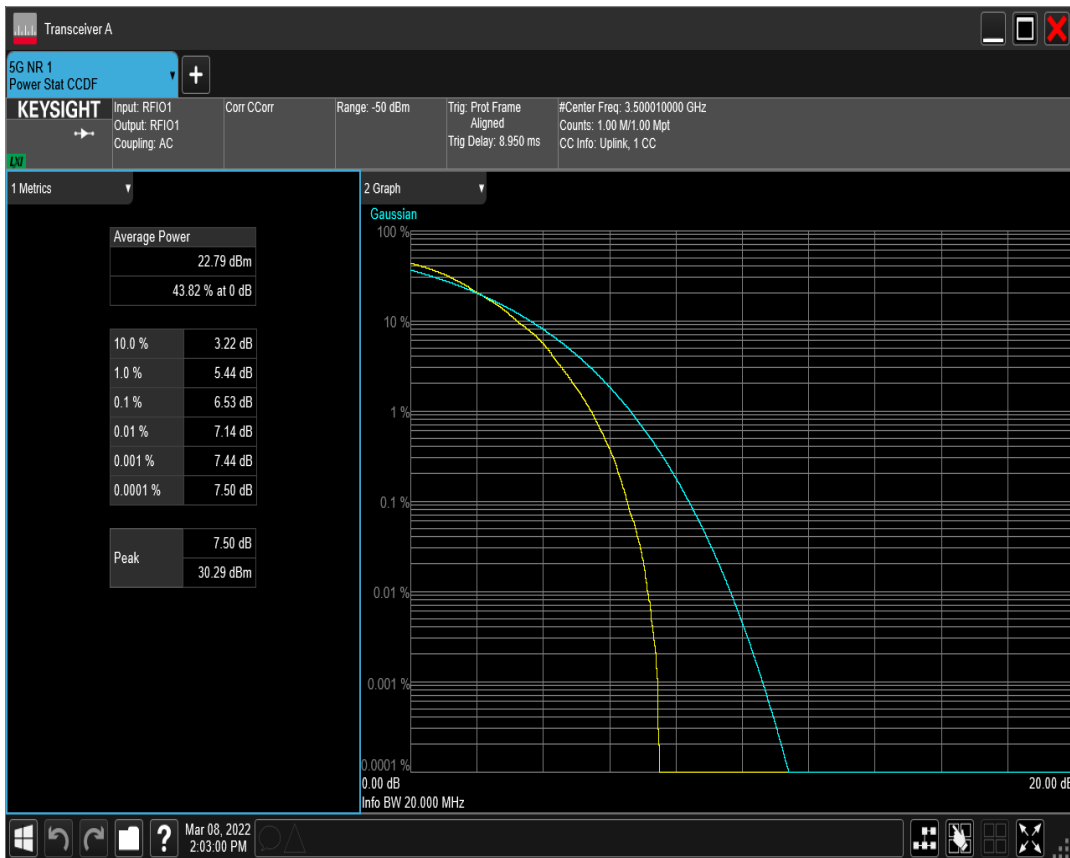 Transceiver A
5G NR 1
Power Stat CCDF
KEYSIGHT
LXI
Input: RFIO1
Output: RFIO1
Coupling: AC
Corr CCorr
Range: -50 dBm
Trig: Prot Frame
Aligned
Trig Delay: 8.950 ms
#Center Freq: 3.500010000 GHz
Counts: 1.00 M/1.00 Mpt
CC Info: Uplink, 1 CC
1 Metrics
Average Power
22.79 dBm
43.82 % at 0 dB
10.0 % 3.22 dB
1.0 % 5.44 dB
0.1 % 6.53 dB
0.01 % 7.14 dB
0.001 % 7.44 dB
0.0001 % 7.50 dB
Peak 7.50 dB
30.29 dBm
2 Graph
Gaussian
100 %
10 %
1 %
0.1 %
0.01 %
0.001 %
0.0001 %
0.00 dB 20.00 dB
Info BW 20.000 MHz
? Mar 08, 2022
2:03:00 PM